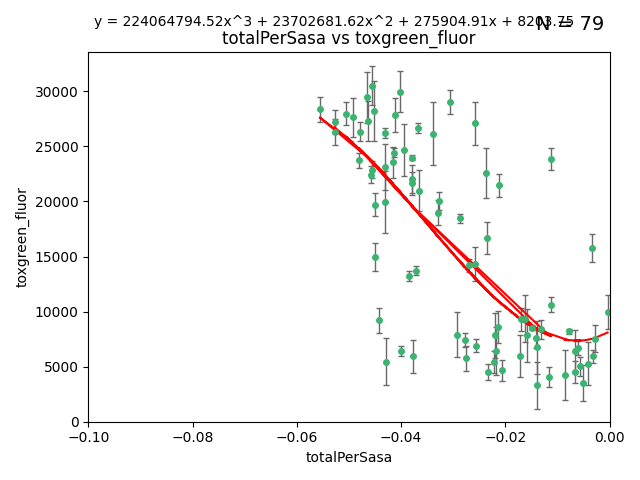 y = 224064794.52x^3 + 23702681.62x^2 + 275904.91x + 8203.75
N = 79
totalPerSasa vs toxgreen_fluor
30000
25000
20000
15000
10000
5000
0
toxgreen_fluor
−0.10 −0.08 −0.06 −0.04 −0.02 0.00
totalPerSasa